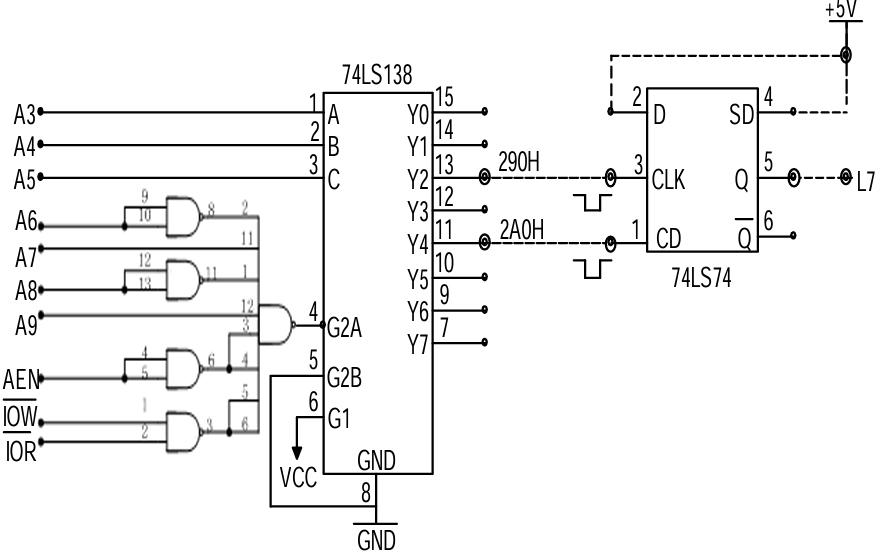 +5V
74LS138
A3 1 A Y0 15
2 D SD 4
A4 2 B Y1 14
A5 3 C Y2 13 290H
3 CLK Q 5 L7
A6 9 10 8 2
Y3 12
A7 11
Y4 11 2A0H
1 CD Q 6
A8 12 13 11 1
Y5 10
74LS74
A9 12
Y6 9
3
4 G2A
Y7 7
AEN 4 5 6 4
5 G2B
IOW 1
5
6 G1
IOR 2 3 6
VCC
GND
8
GND